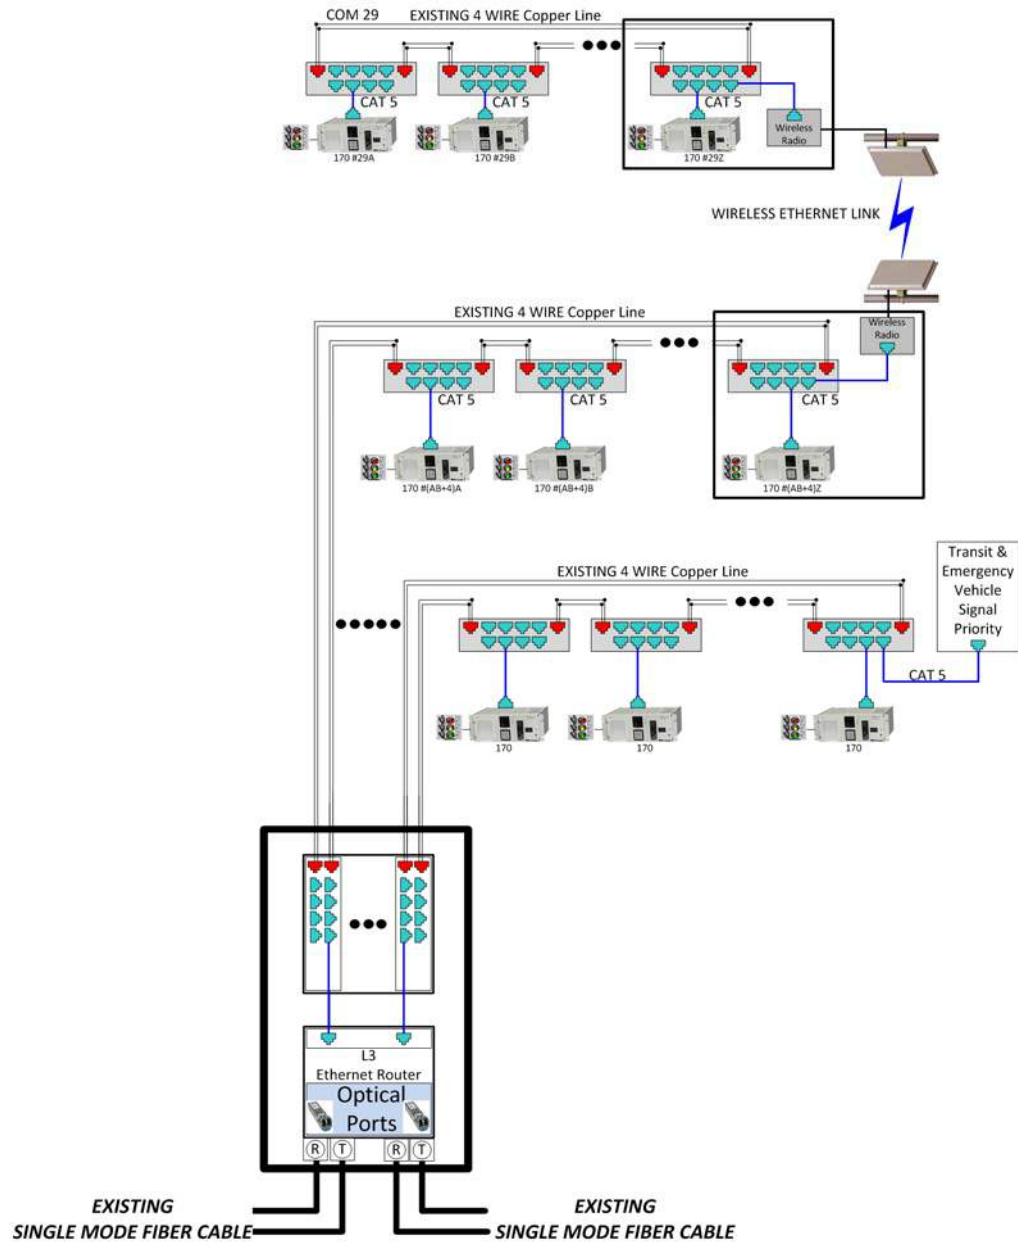 COM 29 EXISTING 4 WIRE Copper Line
CAT 5 CAT 5 CAT 5
Wireless
Radio
170 #29A 170 #29B 170 #29Z
WIRELESS ETHERNET LINK
EXISTING 4 WIRE Copper Line
Wireless
Radio
CAT 5 CAT 5 CAT 5
170 #(AB+4)A 170 #(AB+4)B 170 #(AB+4)Z
Transit &
Emergency
Vehicle
Signal
Priority
EXISTING 4 WIRE Copper Line
CAT 5
170 170 170
L3
Ethernet Router
Optical
Ports
R T R T
EXISTING
SINGLE MODE FIBER CABLE
EXISTING
SINGLE MODE FIBER CABLE